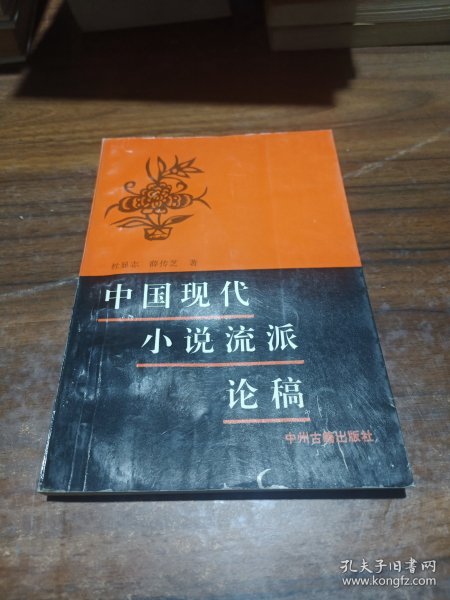 杜显志 薛传芝 著
中国现代
小说流派
论稿
中州古籍出版社
孔夫子旧书网
www.kongfz.com